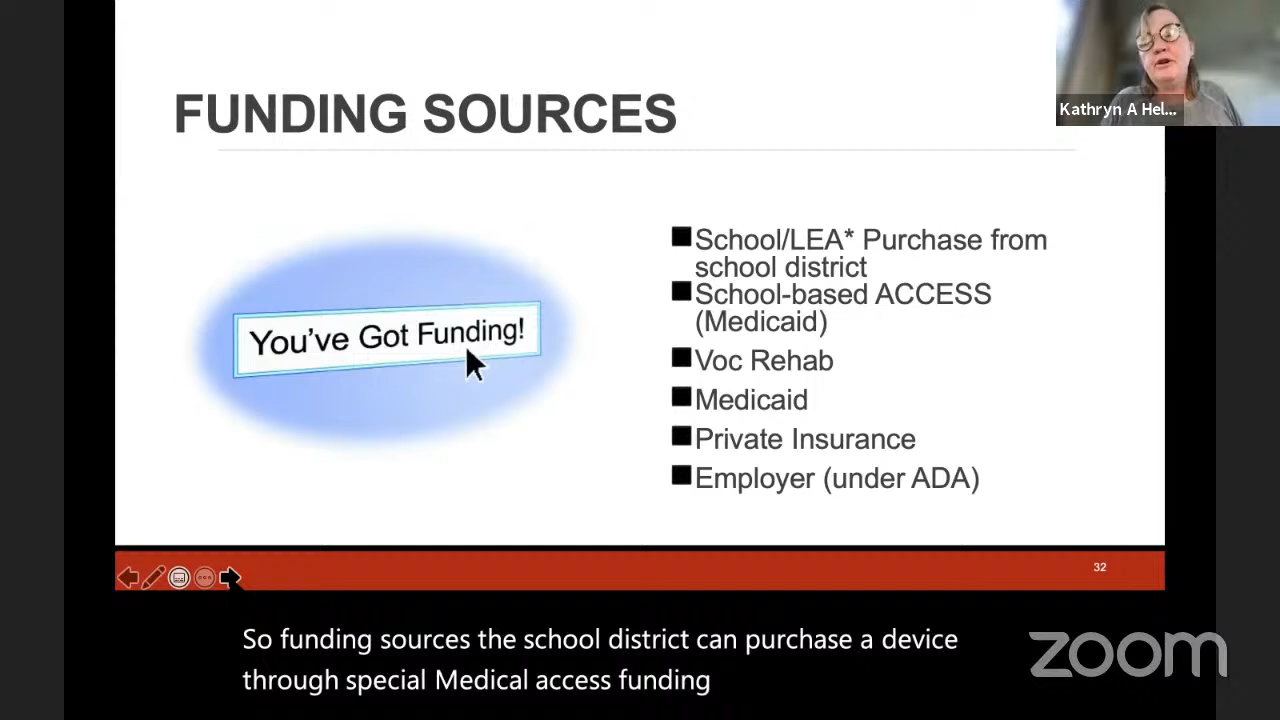 FUNDING SOURCES
Kathryn A Hel...
You've Got Funding!
School/LEA* Purchase from
school district
School-based ACCESS
(Medicaid)
Voc Rehab
Medicaid
Private Insurance
Employer (under ADA)
32
So funding sources the school district can purchase a device
through special Medical access funding
zoom